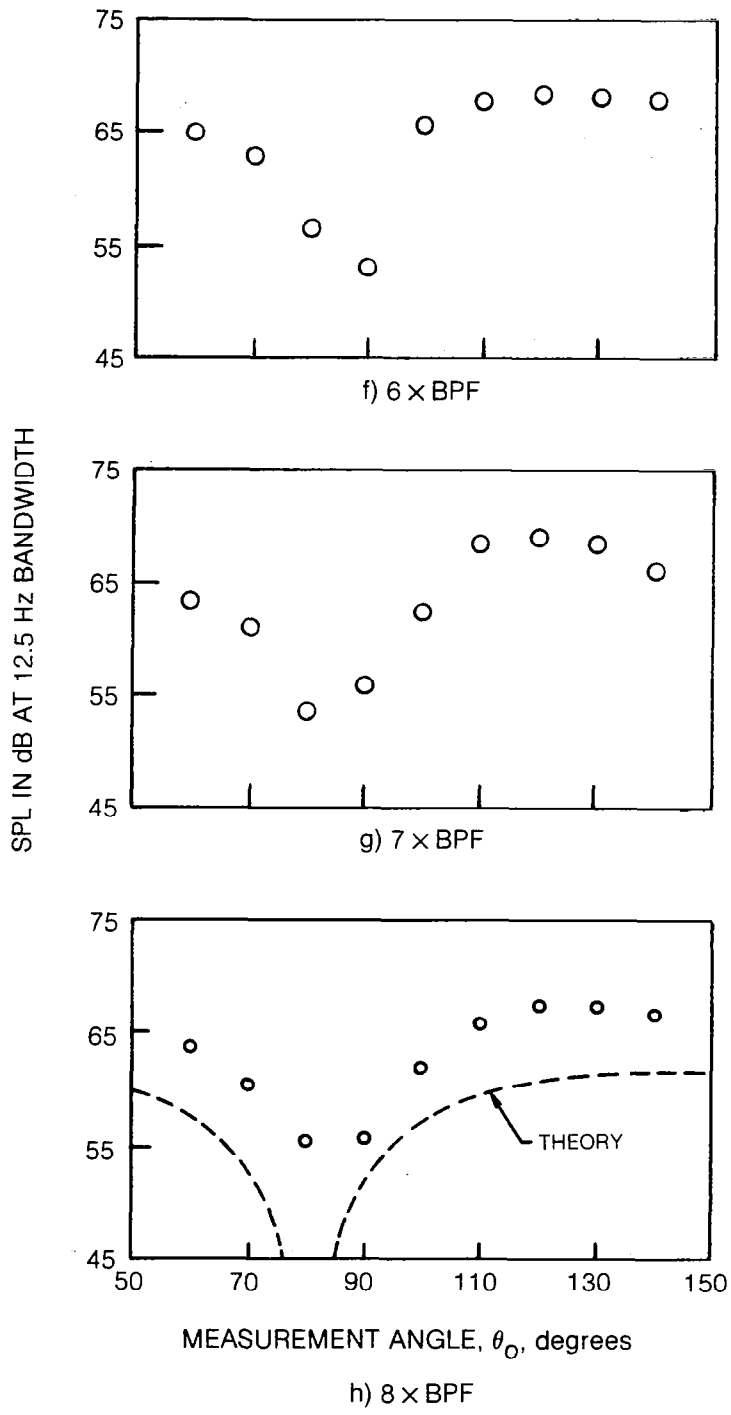 75
65
55
45
f) 6 × BPF
SPL IN dB AT 12.5 Hz BANDWIDTH
75
65
55
45
g) 7 × BPF
75
65
55
45
THEORY
50 70 90 110 130 150
MEASUREMENT ANGLE, θO, degrees
h) 8 × BPF